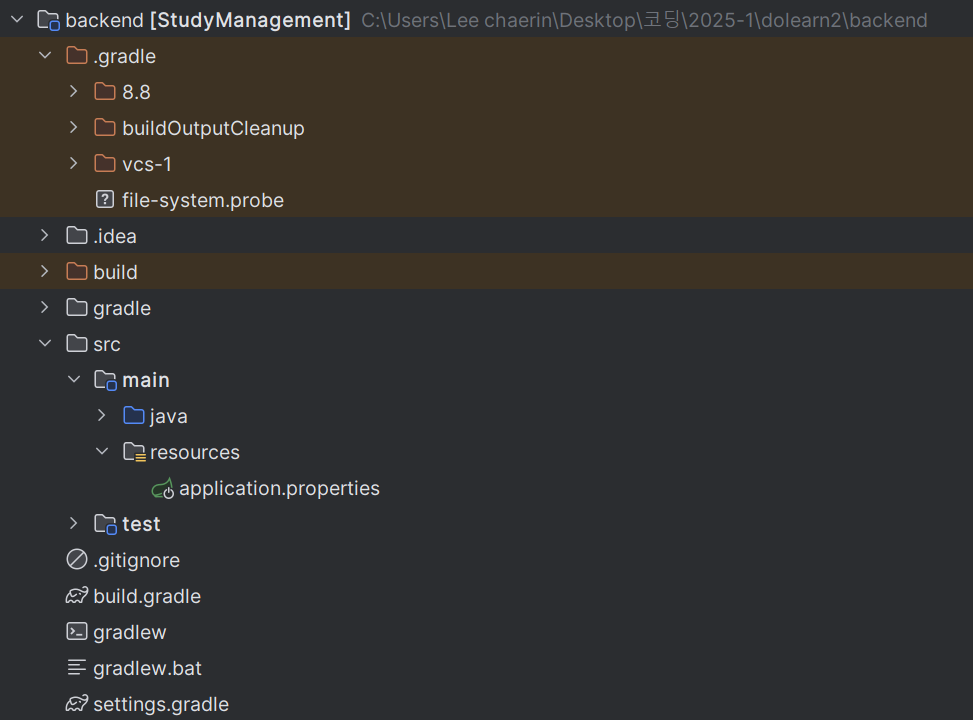 backend [StudyManagement] C:\Users\Lee chaerin\Desktop\코딩\2025-1\dolearn2\backend
.gradle
8.8
buildOutputCleanup
vcs-1
file-system.probe
.idea
build
gradle
src
main
java
resources
application.properties
test
.gitignore
build.gradle
gradlew
gradlew.bat
settings.gradle